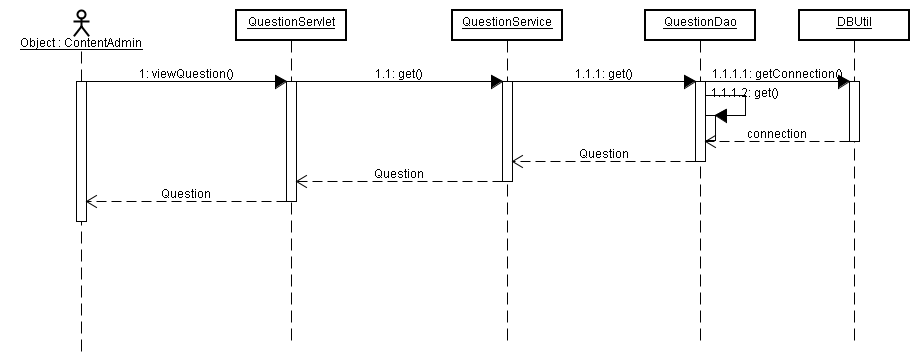 Object : ContentAdmin
QuestionServlet
QuestionService
QuestionDao
DBUtil
1: viewQuestion()
1.1: get()
1.1.1: get()
1.1.1.1: getConnection()
1.1.1.2: get()
connection
Question
Question
Question